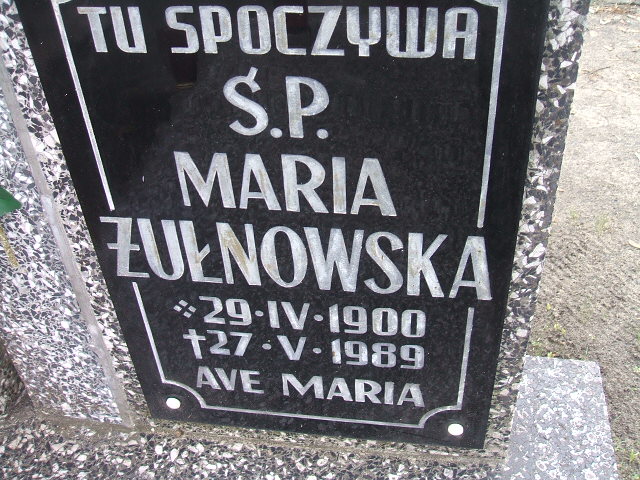 TU SPOCZYWA
Ś.P.
MARIA
ŻUŁNOWSKA
29·IV·1900
†27·V·1989
AVE MARIA